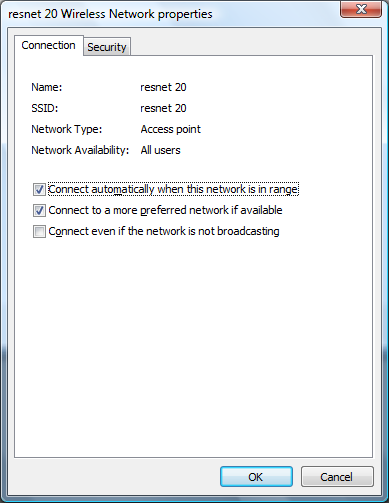 resnet 20 Wireless Network properties
Connection Security
Name: resnet 20
SSID: resnet 20
Network Type: Access point
Network Availability: All users
Connect automatically when this network is in range
Connect to a more preferred network if available
Connect even if the network is not broadcasting
OK Cancel